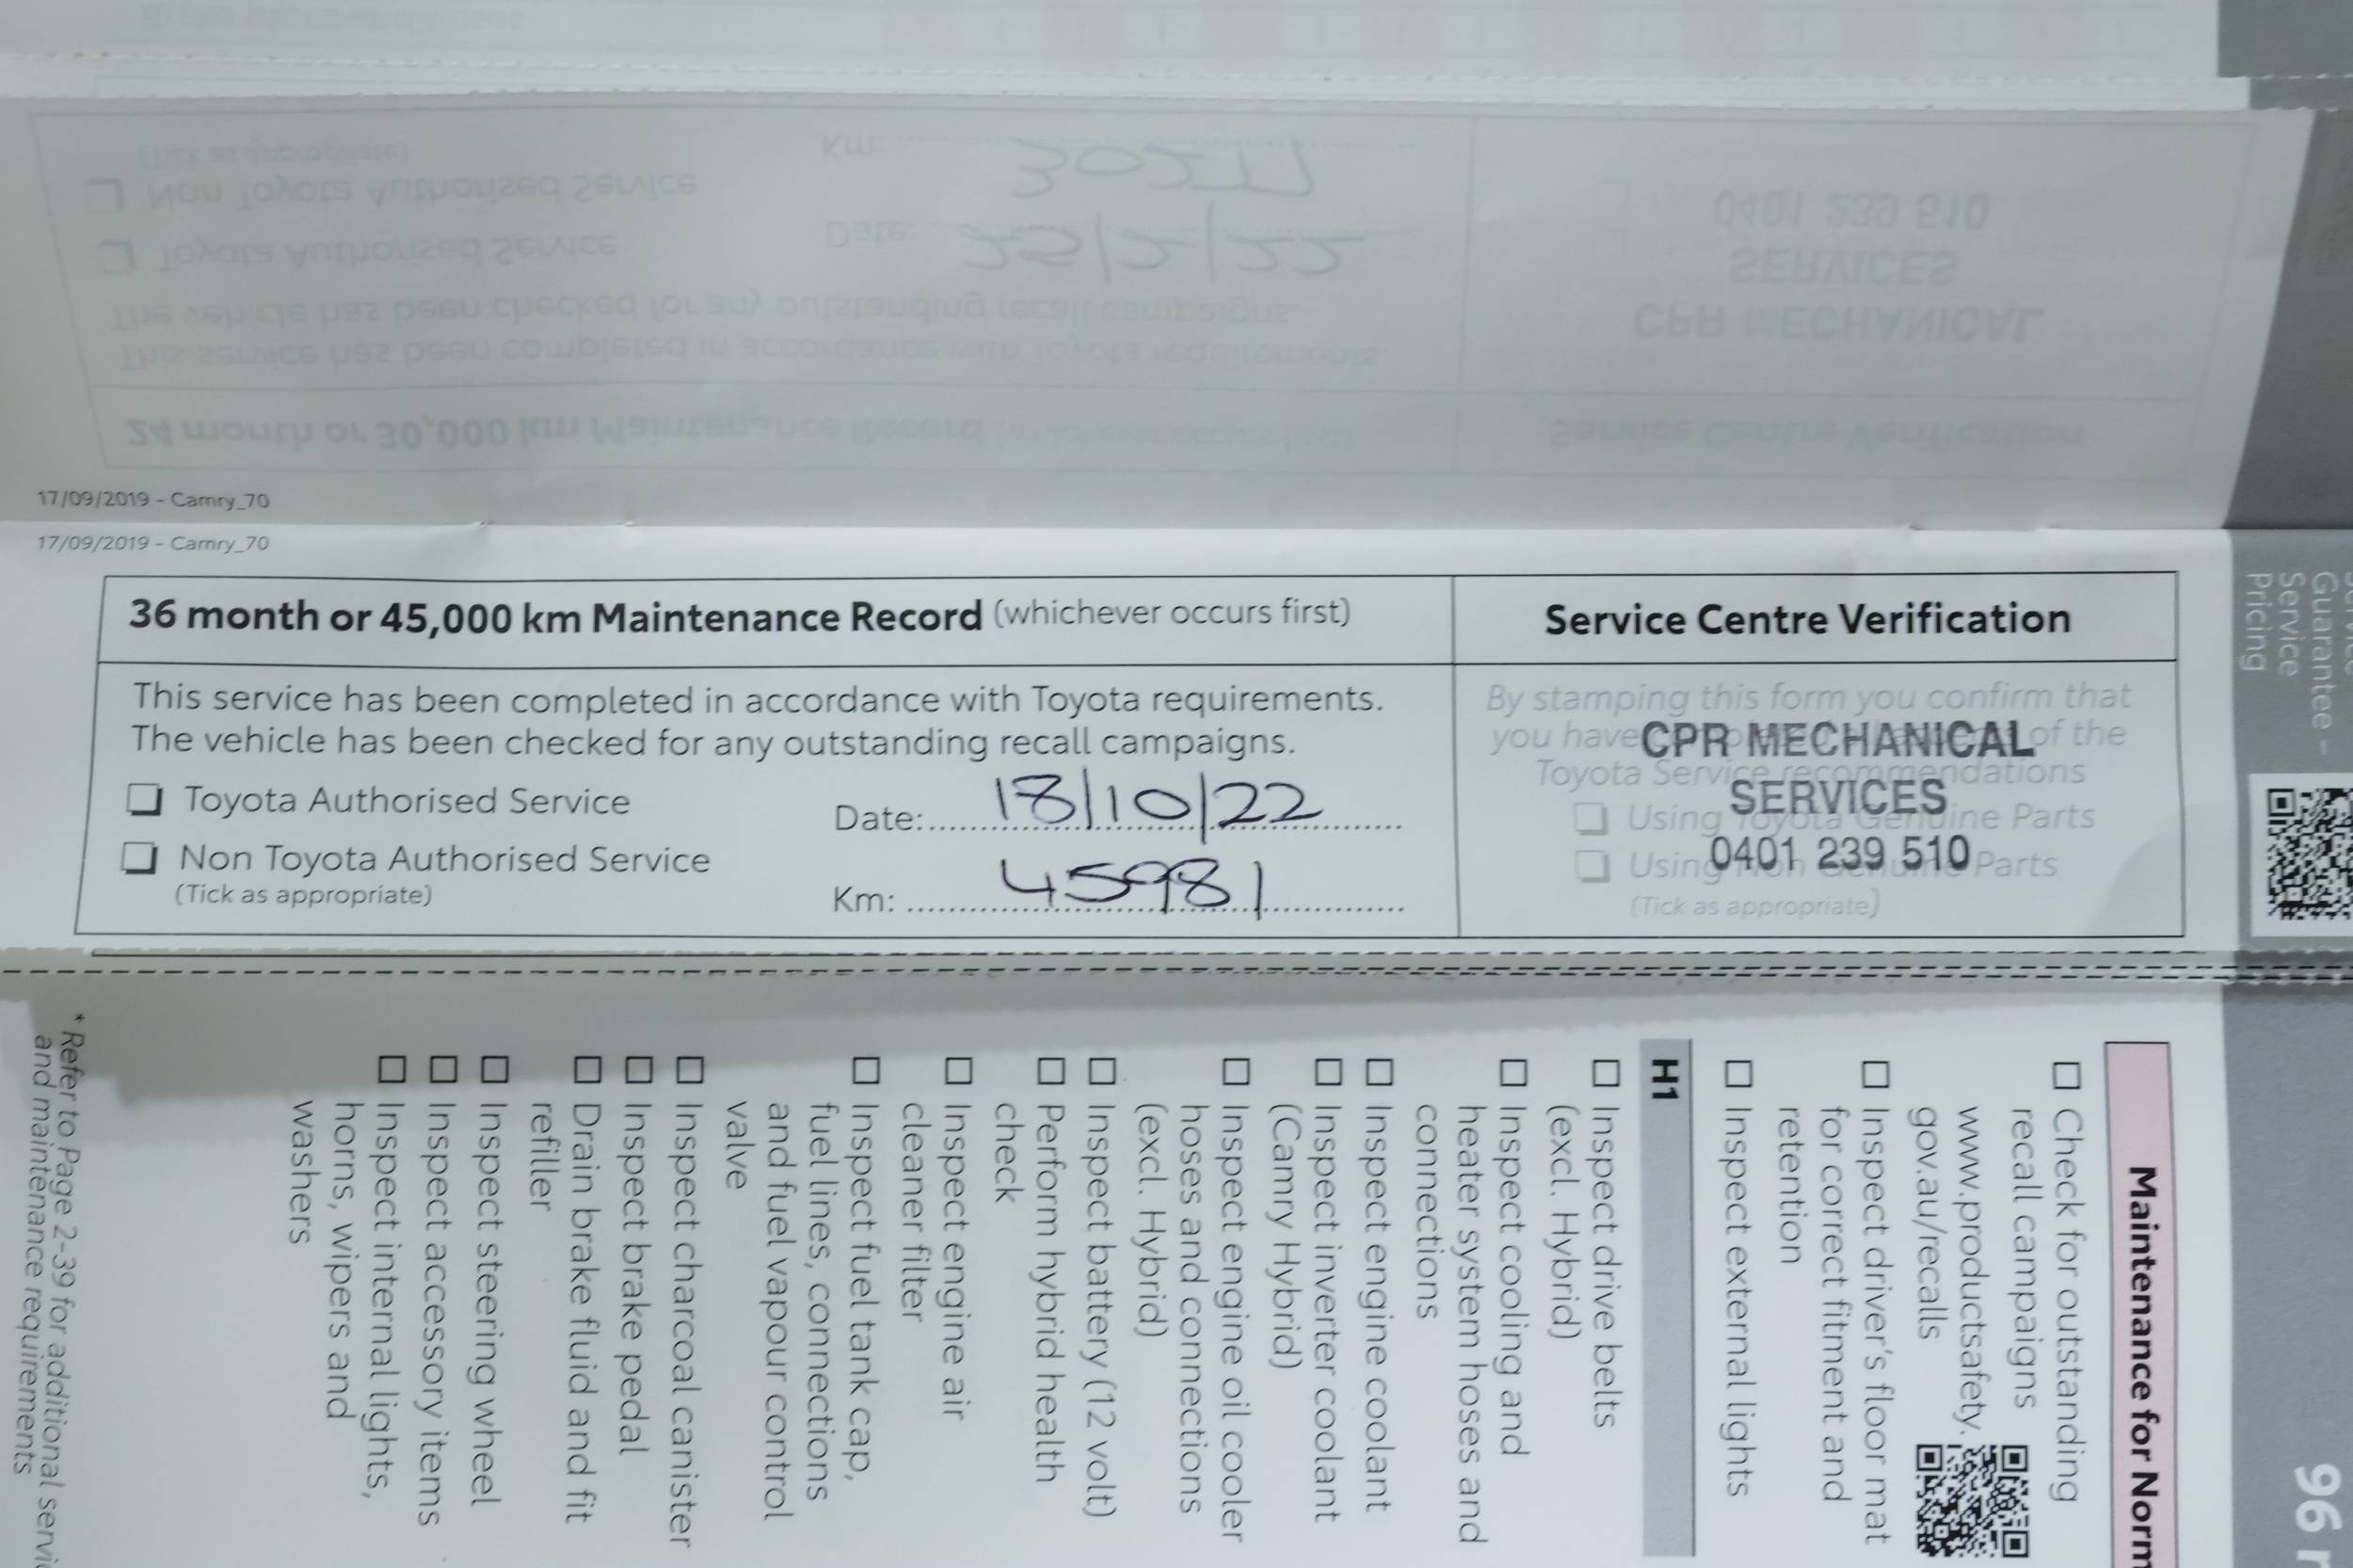 17/09/2019 – Camry_70
17/09/2019 – Camry_70
36 month or 45,000 km Maintenance Record (whichever occurs first)
Service Centre Verification
This service has been completed in accordance with Toyota requirements.
The vehicle has been checked for any outstanding recall campaigns.
Toyota Authorised Service
Non Toyota Authorised Service
(Tick as appropriate)
Date: 18/10/22
Km: 45981
By stamping this form you confirm that
you have of the
Toyota Service recommendations
Using Toyota Genuine Parts
Using Non Genuine Parts
(Tick as appropriate)
CPR MECHANICAL
SERVICES
0401 239 510
Guarantee –
Service
Pricing
96
Maintenance for Norm
Check for outstanding
recall campaigns
www.productsafety.
gov.au/recalls
Inspect driver's floor mat
for correct fitment and
retention
Inspect external lights
H1
Inspect drive belts
(excl. Hybrid)
Inspect cooling and
heater system hoses and
connections
Inspect engine coolant
Inspect inverter coolant
(Camry Hybrid)
Inspect engine oil cooler
hoses and connections
(excl. Hybrid)
Inspect battery (12 volt)
Perform hybrid health
check
Inspect engine air
cleaner filter
Inspect fuel tank cap,
fuel lines, connections
and fuel vapour control
valve
Inspect charcoal canister
Inspect brake pedal
Drain brake fluid and fit
refiller
Inspect steering wheel
Inspect accessory items
Inspect internal lights,
horns, wipers and
washers
* Refer to Page 2-39 for additional servi
and maintenance requirements